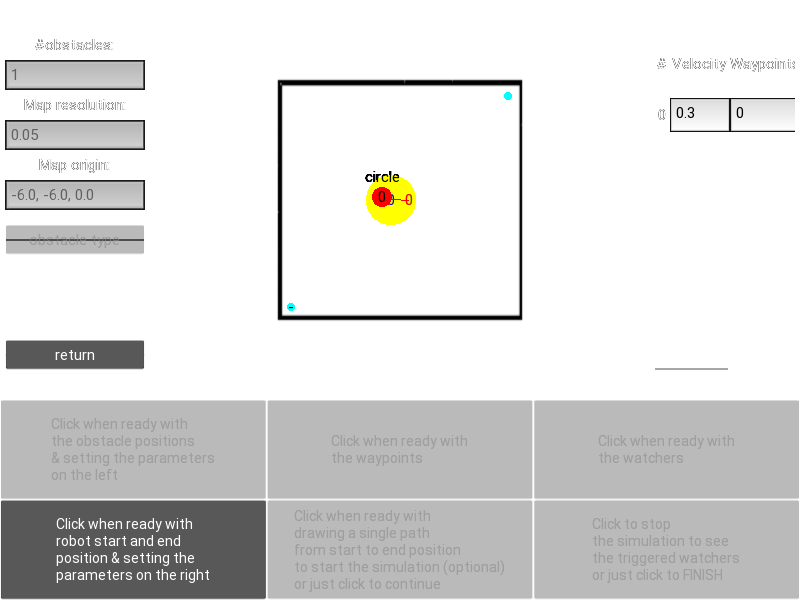 #obstacles:
1
Map resolution:
0.05
Map origin:
-6.0, -6.0, 0.0
obstacle type
return
circle
0
0
-0
# Velocity Waypoints
0 0.3 0
Click when ready with
the obstacle positions
& setting the parameters
on the left
Click when ready with
the waypoints
Click when ready with
the watchers
Click when ready with
robot start and end
position & setting the
parameters on the right
Click when ready with
drawing a single path
from start to end position
to start the simulation (optional)
or just click to continue
Click to stop
the simulation to see
the triggered watchers
or just click to FINISH